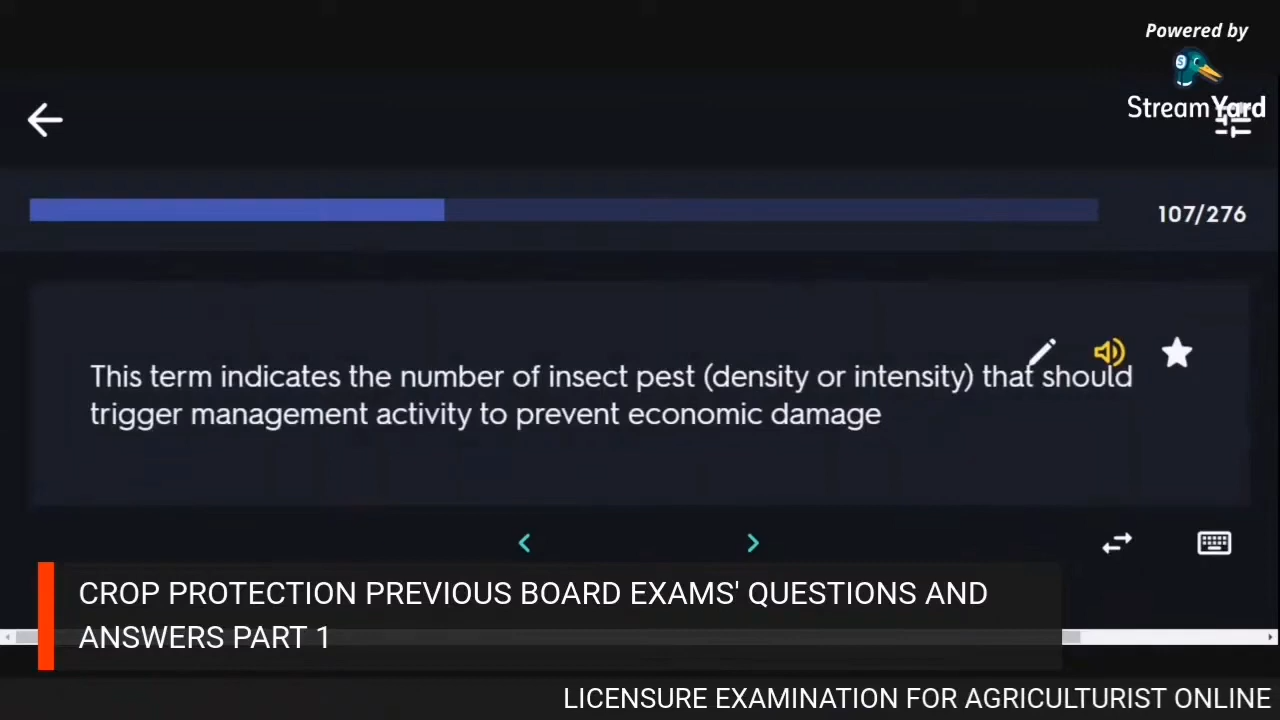 Powered by
StreamYard
107/276
This term indicates the number of insect pest (density or intensity) that should
trigger management activity to prevent economic damage
CROP PROTECTION PREVIOUS BOARD EXAMS' QUESTIONS AND
ANSWERS PART 1
LICENSURE EXAMINATION FOR AGRICULTURIST ONLINE